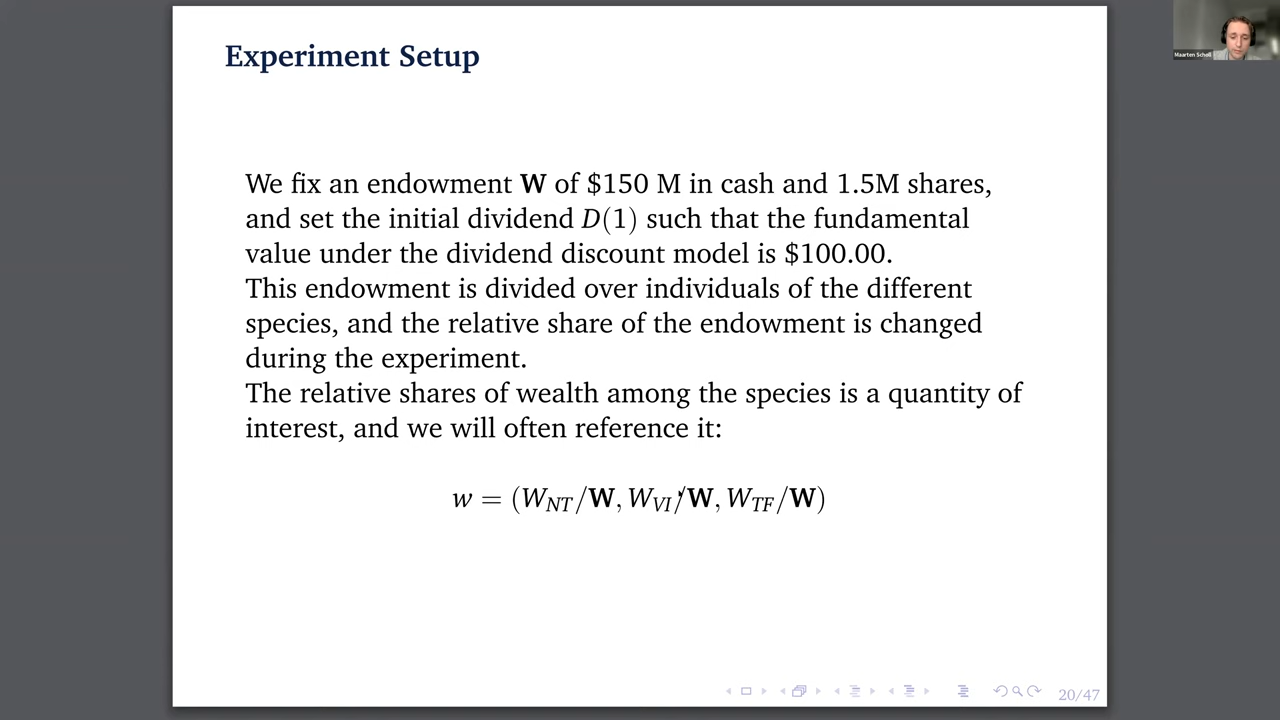 Experiment Setup
Maarten Scholl
We fix an endowment W of $150 M in cash and 1.5M shares,
and set the initial dividend D(1) such that the fundamental
value under the dividend discount model is $100.00.
This endowment is divided over individuals of the different
species, and the relative share of the endowment is changed
during the experiment.
The relative shares of wealth among the species is a quantity of
interest, and we will often reference it:
w = (W_NT/W, W_VI/W, W_TF/W)
20/47